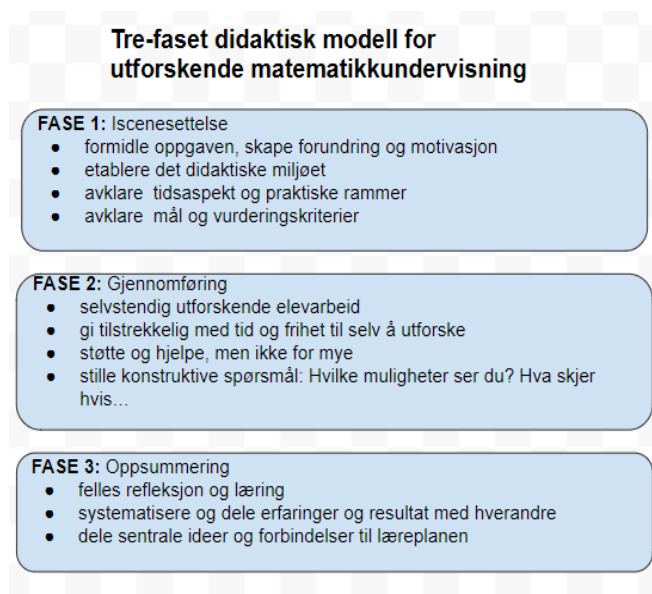 Tre-faset didaktisk modell for
utforskende matematikkundervisning
FASE 1: Iscenesettelse
● formidle oppgaven, skape forundring og motivasjon
● etablere det didaktiske miljøet
● avklare tidsaspekt og praktiske rammer
● avklare mål og vurderingskriterier
FASE 2: Gjennomføring
● selvstendig utforskende elevarbeid
● gi tilstrekkelig med tid og frihet til selv å utforske
● støtte og hjelpe, men ikke for mye
● stille konstruktive spørsmål: Hvilke muligheter ser du? Hva skjer
hvis…
FASE 3: Oppsummering
● felles refleksjon og læring
● systematisere og dele erfaringer og resultat med hverandre
● dele sentrale ideer og forbindelser til læreplanen